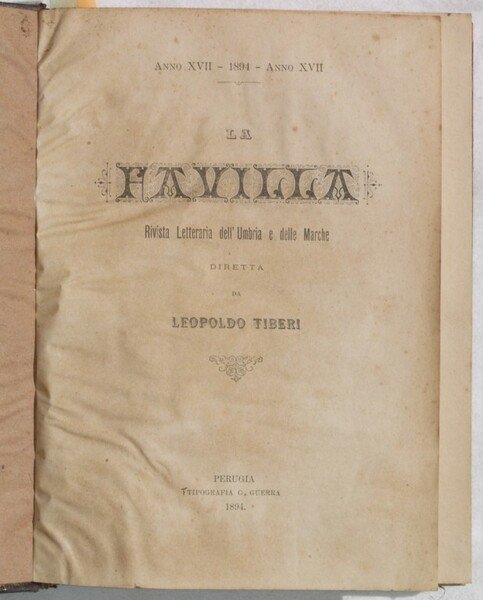 ANNO XVII - 1894 - ANNO XVII
LA
FAVILLA
Rivista Letteraria dell'Umbria e delle Marche
DIRETTA
DA
LEOPOLDO TIBERI
PERUGIA
TIPOGRAFIA G. GUERRA
1894.